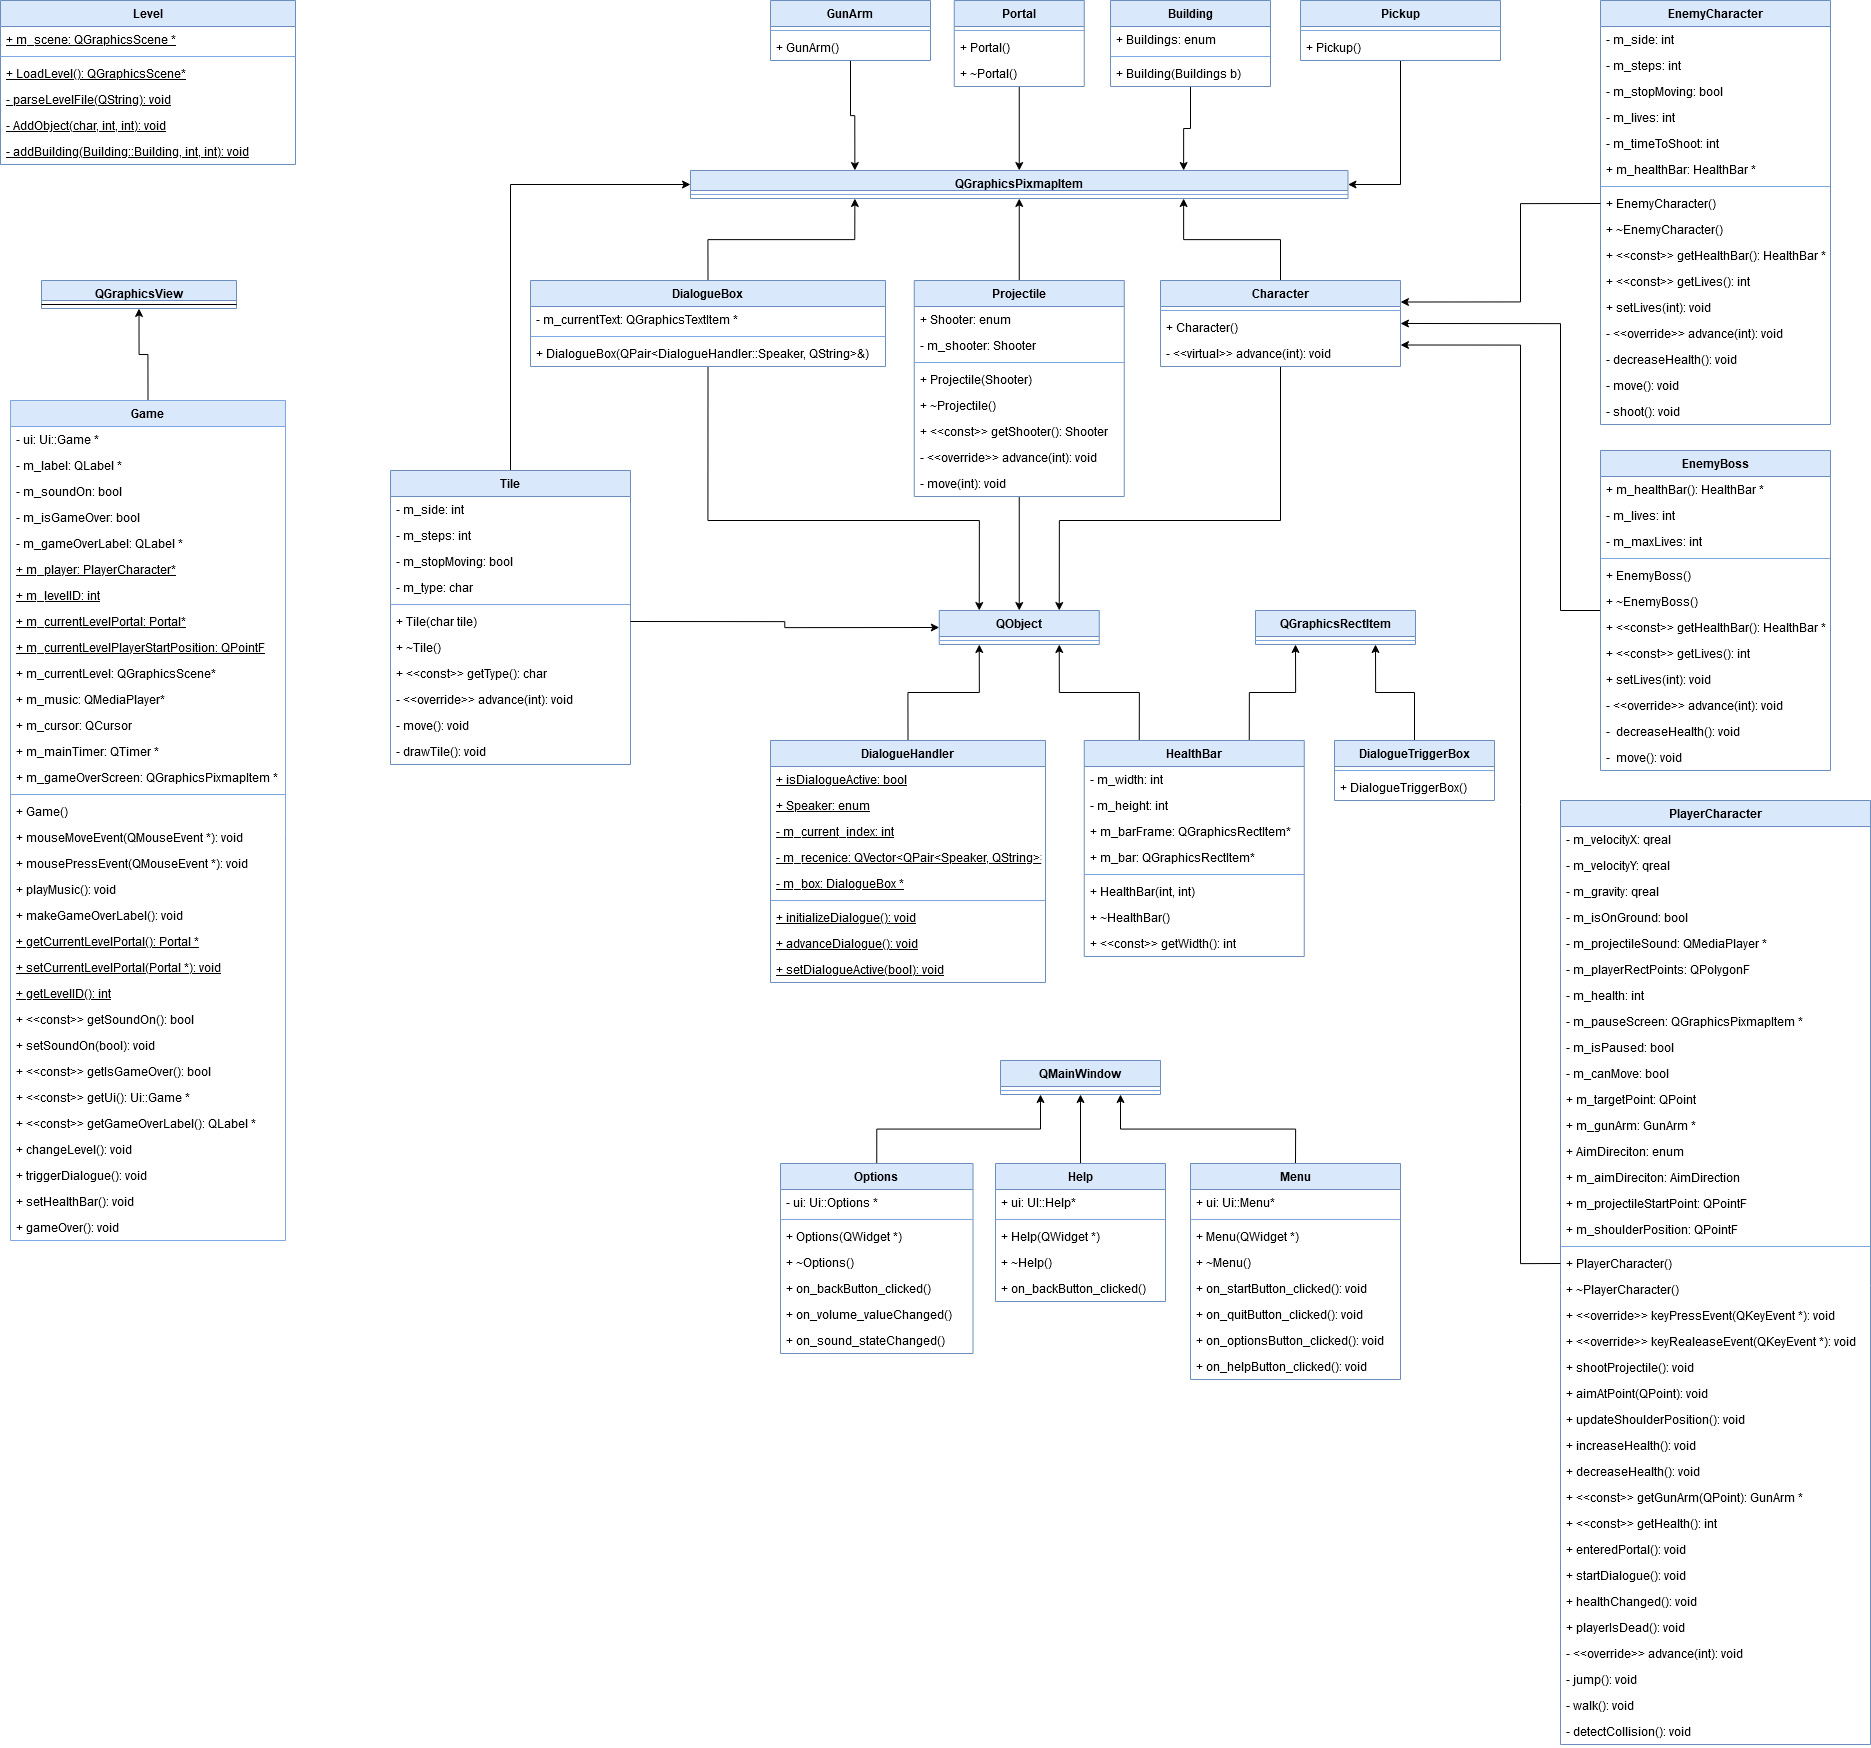 Level
+ m_scene: QGraphicsScene *
+ LoadLevel(): QGraphicsScene*
- parseLevelFile(QString): void
- AddObject(char, int, int): void
- addBuilding(Building::Building, int, int): void
GunArm
+ GunArm()
Portal
+ Portal()
+ ~Portal()
Building
+ Buildings: enum
+ Building(Buildings b)
Pickup
+ Pickup()
EnemyCharacter
- m_side: int
- m_steps: int
- m_stopMoving: bool
- m_lives: int
- m_timeToShoot: int
+ m_healthBar: HealthBar *
+ EnemyCharacter()
+ ~EnemyCharacter()
+ <<const>> getHealthBar(): HealthBar *
+ <<const>> getLives(): int
+ setLives(int): void
- <<override>> advance(int): void
- decreaseHealth(): void
- move(): void
- shoot(): void
QGraphicsPixmapItem
QGraphicsView
DialogueBox
- m_currentText: QGraphicsTextItem *
+ DialogueBox(QPair<DialogueHandler::Speaker, QString>&)
Projectile
+ Shooter: enum
- m_shooter: Shooter
+ Projectile(Shooter)
+ ~Projectile()
+ <<const>> getShooter(): Shooter
- <<override>> advance(int): void
- move(int): void
Character
+ Character()
- <<virtual>> advance(int): void
Game
- ui: Ui::Game *
- m_label: QLabel *
- m_soundOn: bool
- m_isGameOver: bool
- m_gameOverLabel: QLabel *
+ m_player: PlayerCharacter*
+ m_levelID: int
+ m_currentLevelPortal: Portal*
+ m_currentLevelPlayerStartPosition: QPointF
+ m_currentLevel: QGraphicsScene*
+ m_music: QMediaPlayer*
+ m_cursor: QCursor
+ m_mainTimer: QTimer *
+ m_gameOverScreen: QGraphicsPixmapItem *
+ Game()
+ mouseMoveEvent(QMouseEvent *): void
+ mousePressEvent(QMouseEvent *): void
+ playMusic(): void
+ makeGameOverLabel(): void
+ getCurrentLevelPortal(): Portal *
+ setCurrentLevelPortal(Portal *): void
+ getLevelID(): int
+ <<const>> getSoundOn(): bool
+ setSoundOn(bool): void
+ <<const>> getIsGameOver(): bool
+ <<const>> getUi(): Ui::Game *
+ <<const>> getGameOverLabel(): QLabel *
+ changeLevel(): void
+ triggerDialogue(): void
+ setHealthBar(): void
+ gameOver(): void
Tile
- m_side: int
- m_steps: int
- m_stopMoving: bool
- m_type: char
+ Tile(char tile)
+ ~Tile()
+ <<const>> getType(): char
- <<override>> advance(int): void
- move(): void
- drawTile(): void
EnemyBoss
+ m_healthBar(): HealthBar *
- m_lives: int
- m_maxLives: int
+ EnemyBoss()
+ ~EnemyBoss()
+ <<const>> getHealthBar(): HealthBar *
+ <<const>> getLives(): int
+ setLives(int): void
- <<override>> advance(int): void
- decreaseHealth(): void
- move(): void
QObject
QGraphicsRectItem
DialogueHandler
+ isDialogueActive: bool
+ Speaker: enum
- m_current_index: int
- m_recenice: QVector<QPair<Speaker, QString>
- m_box: DialogueBox *
+ initializeDialogue(): void
+ advanceDialogue(): void
+ setDialogueActive(bool): void
HealthBar
- m_width: int
- m_height: int
+ m_barFrame: QGraphicsRectItem*
+ m_bar: QGraphicsRectItem*
+ HealthBar(int, int)
+ ~HealthBar()
+ <<const>> getWidth(): int
DialogueTriggerBox
+ DialogueTriggerBox()
PlayerCharacter
- m_velocityX: qreal
- m_velocityY: qreal
- m_gravity: qreal
- m_isOnGround: bool
- m_projectileSound: QMediaPlayer *
- m_playerRectPoints: QPolygonF
- m_health: int
- m_pauseScreen: QGraphicsPixmapItem *
- m_isPaused: bool
- m_canMove: bool
+ m_targetPoint: QPoint
+ m_gunArm: GunArm *
+ AimDireciton: enum
+ m_aimDireciton: AimDirection
+ m_projectileStartPoint: QPointF
+ m_shoulderPosition: QPointF
+ PlayerCharacter()
+ ~PlayerCharacter()
+ <<override>> keyPressEvent(QKeyEvent *): void
+ <<override>> keyRealeaseEvent(QKeyEvent *): void
+ shootProjectile(): void
+ aimAtPoint(QPoint): void
+ updateShoulderPosition(): void
+ increaseHealth(): void
+ decreaseHealth(): void
+ <<const>> getGunArm(QPoint): GunArm *
+ <<const>> getHealth(): int
+ enteredPortal(): void
+ startDialogue(): void
+ healthChanged(): void
+ playerIsDead(): void
- <<override>> advance(int): void
- jump(): void
- walk(): void
- detectCollision(): void
QMainWindow
Options
- ui: Ui::Options *
+ Options(QWidget *)
+ ~Options()
+ on_backButton_clicked()
+ on_volume_valueChanged()
+ on_sound_stateChanged()
Help
+ ui: UI::Help*
+ Help(QWidget *)
+ ~Help()
+ on_backButton_clicked()
Menu
+ ui: Ui::Menu*
+ Menu(QWidget *)
+ ~Menu()
+ on_startButton_clicked(): void
+ on_quitButton_clicked(): void
+ on_optionsButton_clicked(): void
+ on_helpButton_clicked(): void